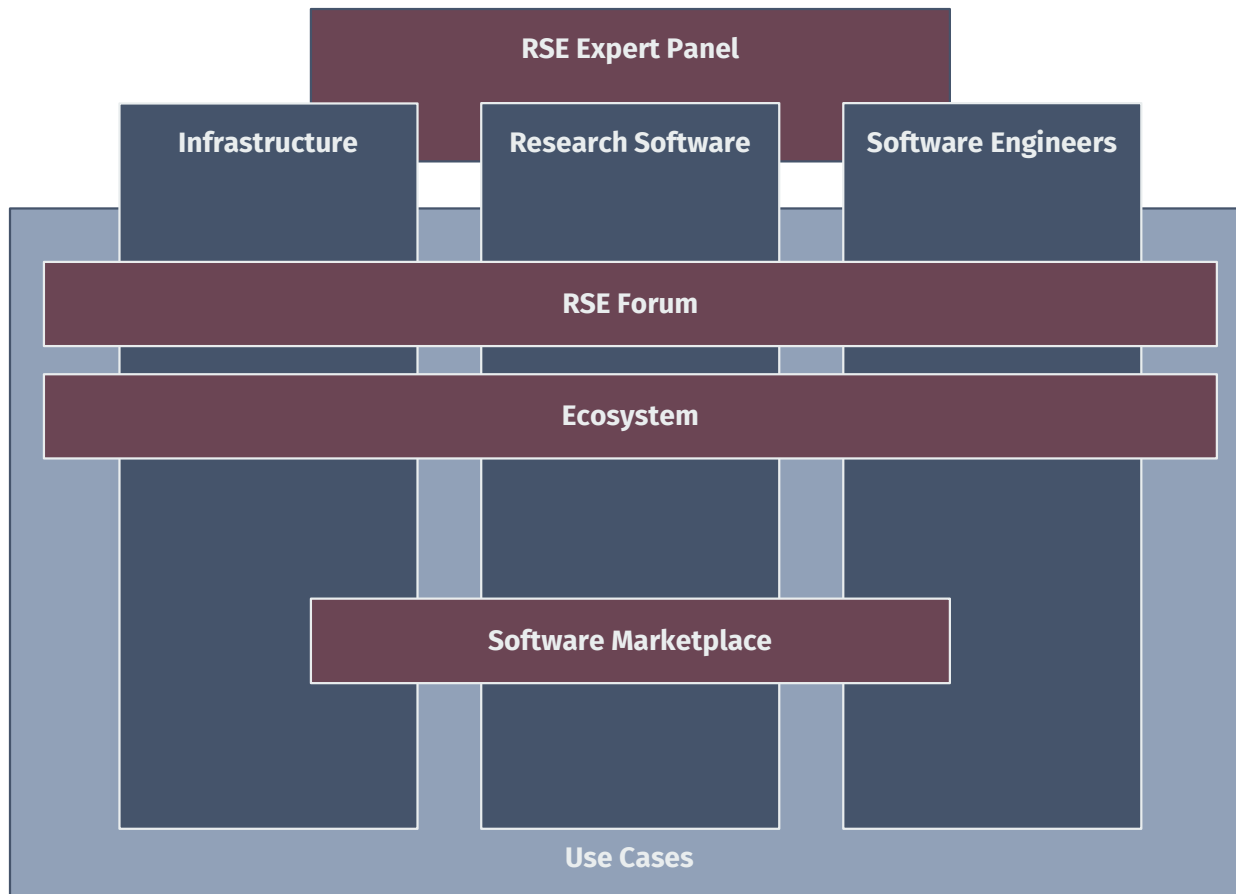 RSE Expert Panel
Infrastructure
Research Software
Software Engineers
RSE Forum
Ecosystem
Software Marketplace
Use Cases